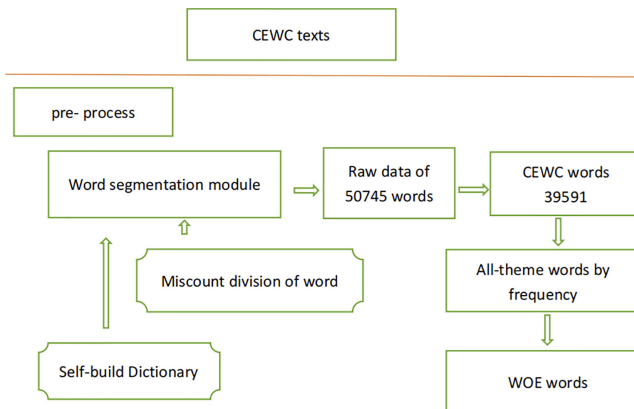 CEWC texts
pre- process
Word segmentation module
Raw data of
50745 words
CEWC words
39591
Miscount division of word
All-theme words by
frequency
Self-build Dictionary
WOE words